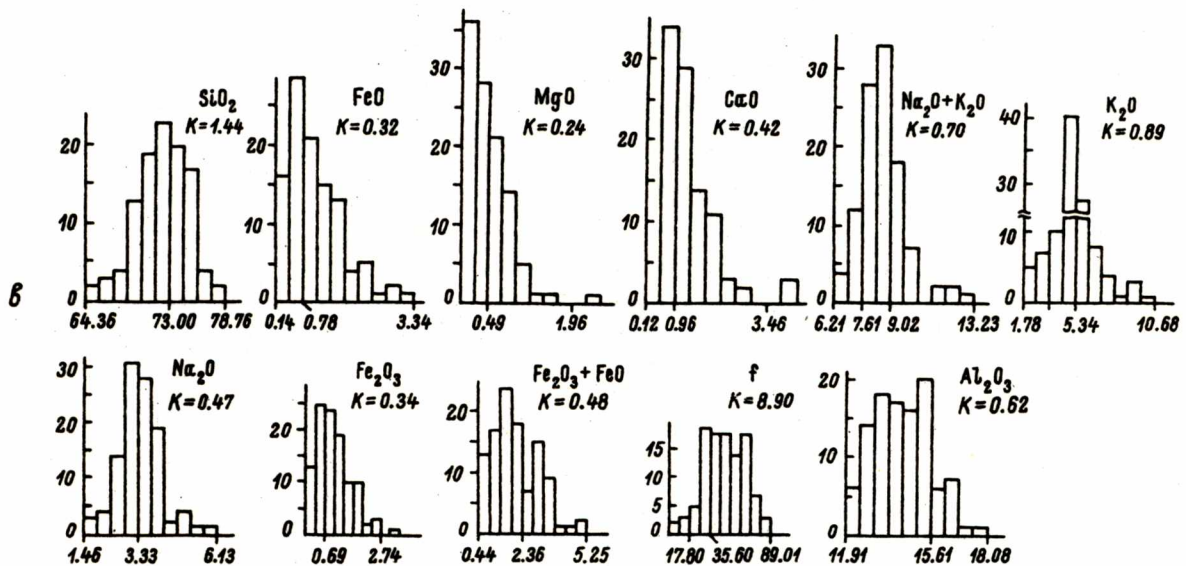 SiO₂
K=1.44
20
10
0
64.36 73.00 78.76
FeO
K=0.32
20
10
0
0.14 0.78 3.34
MgO
K=0.24
30
20
10
0
0.49 1.96
CaO
K=0.42
30
20
10
0
0.12 0.96 3.46
Na₂O+K₂O
K=0.70
30
20
10
0
6.21 7.61 9.02 13.23
K₂O
K=0.89
40
30
10
0
1.78 5.34 10.68
в
Na₂O
K=0.47
30
20
10
0
1.46 3.33 6.13
Fe₂O₃
K=0.34
20
10
0
0.69 2.74
Fe₂O₃+FeO
K=0.48
20
10
0
0.44 2.36 5.25
f
K=8.90
15
5
0
17.80 35.60 89.01
Al₂O₃
K=0.62
20
10
0
11.91 15.61 18.08